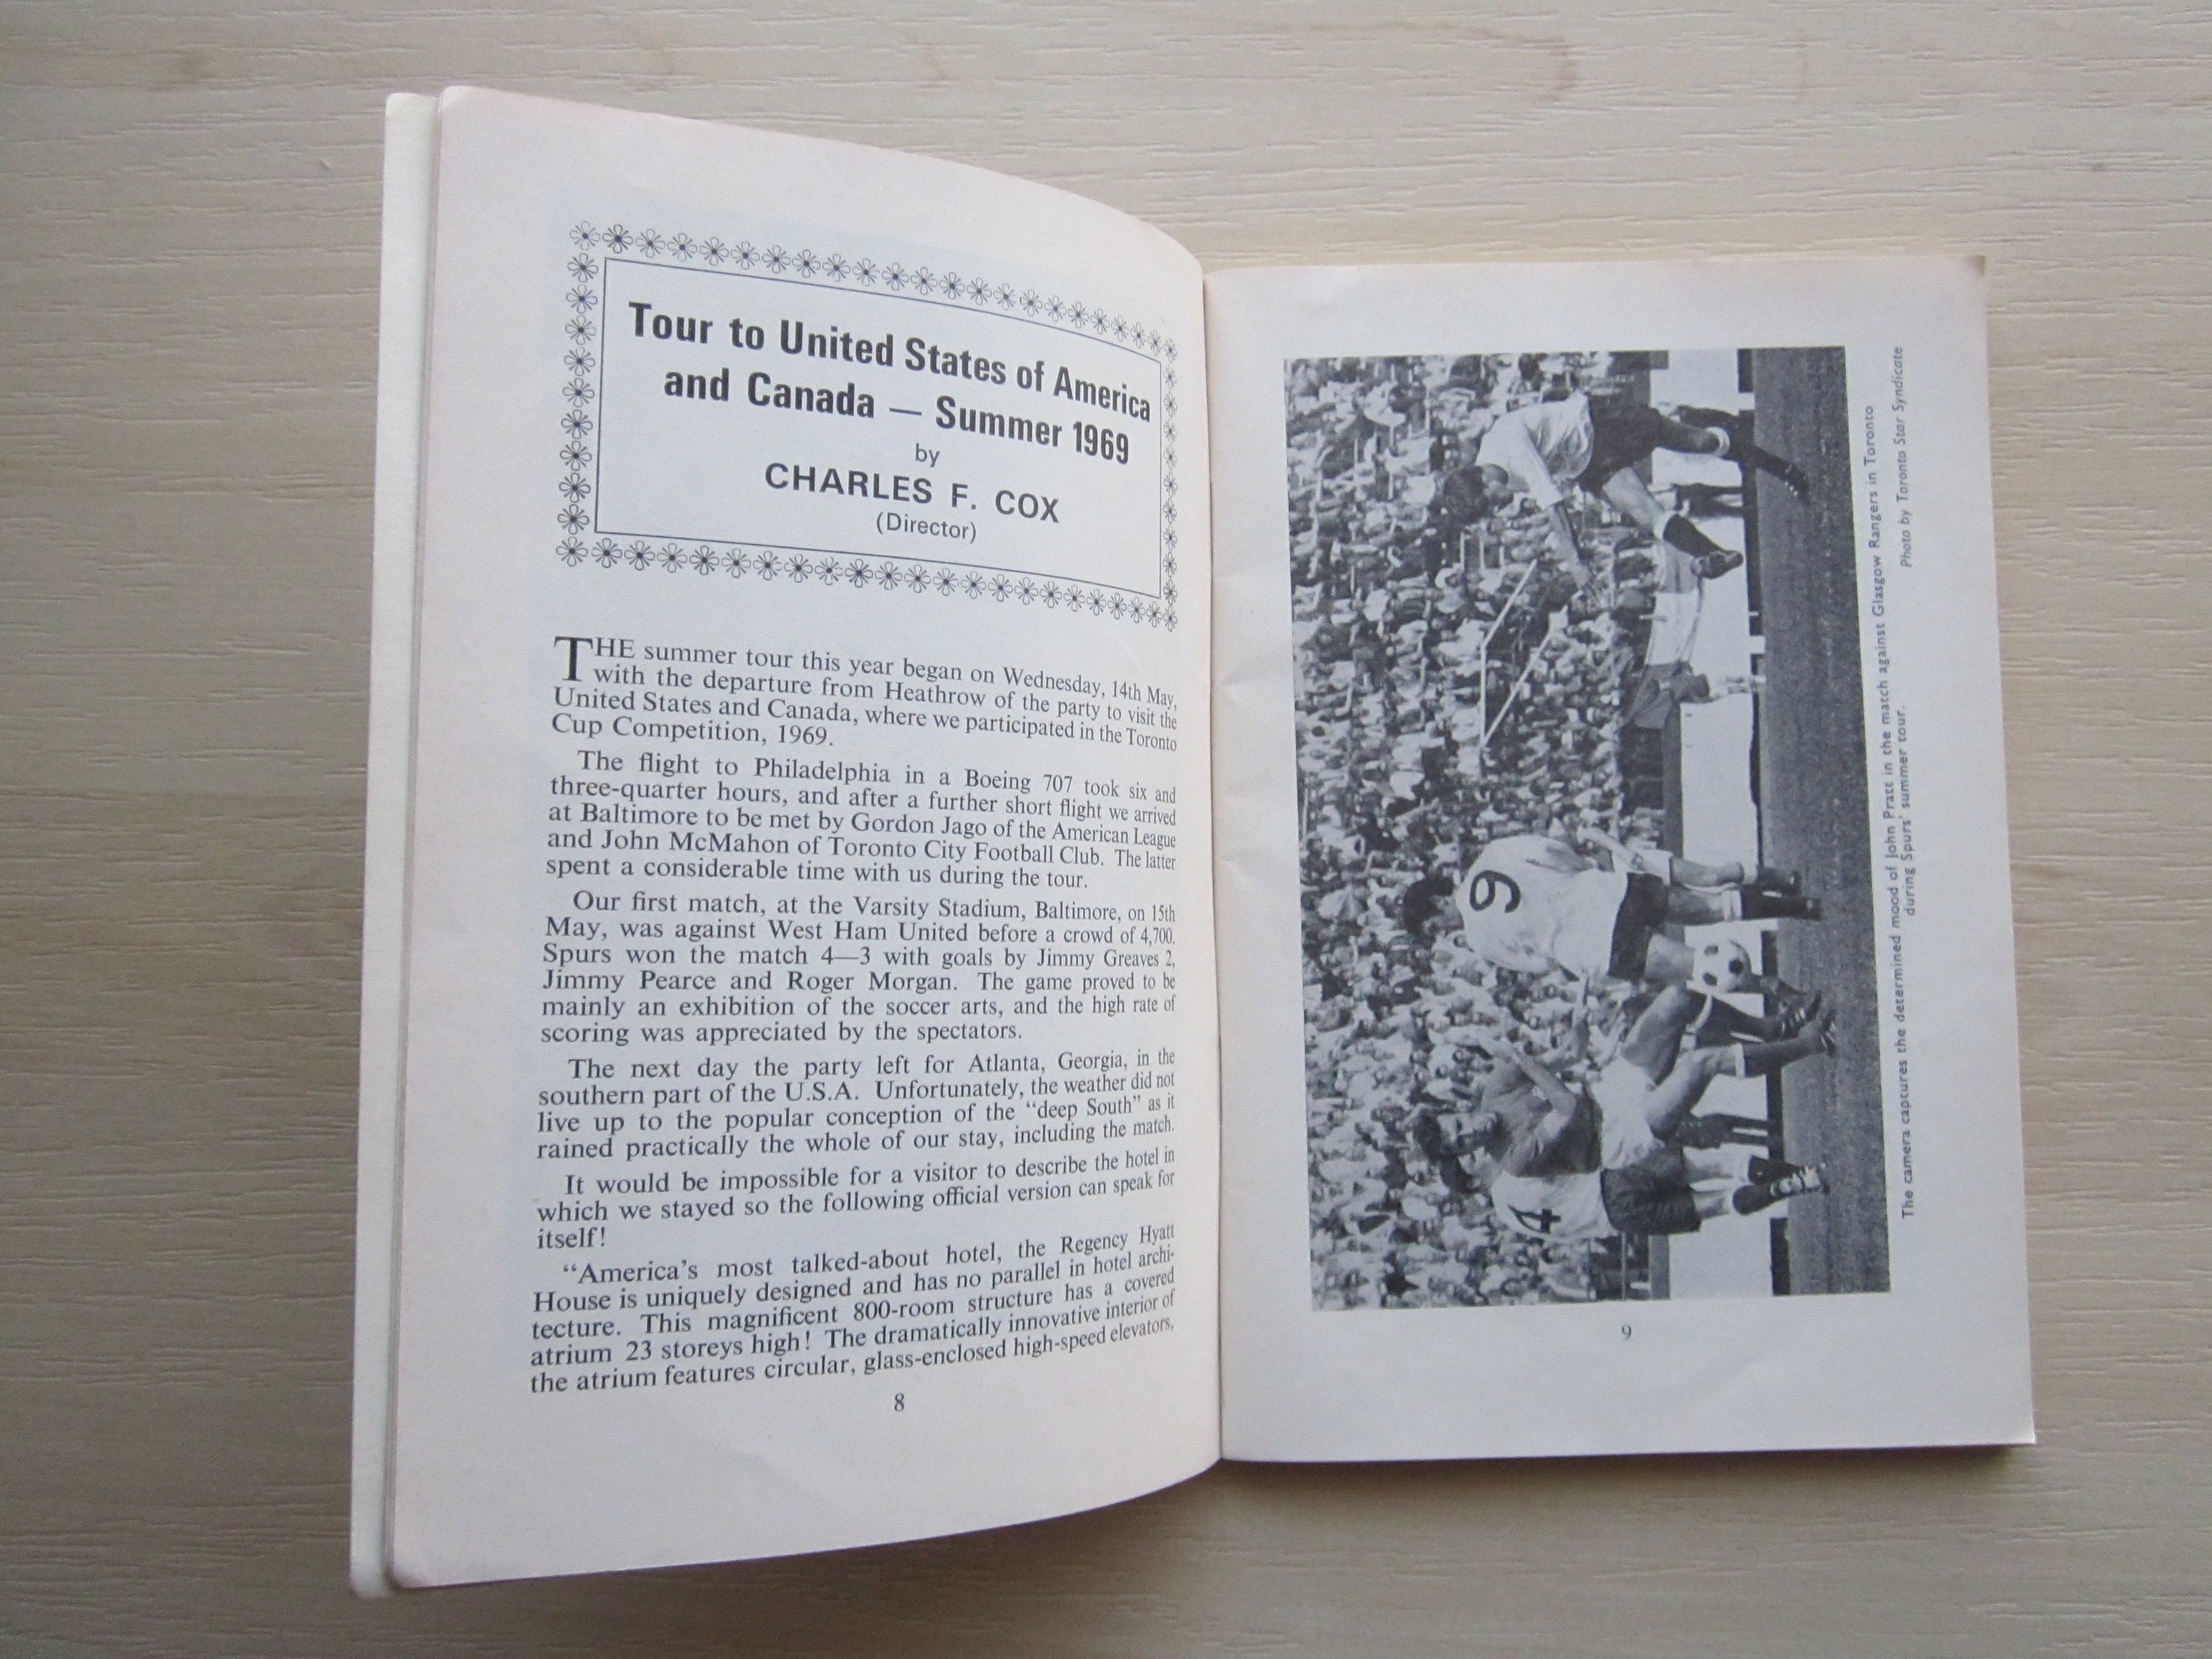 Tour to United States of America
and Canada — Summer 1969
by
CHARLES F. COX
(Director)
THE summer tour this year began on Wednesday, 14th May,
with the departure from Heathrow of the party to visit the
United States and Canada, where we participated in the Toronto
Cup Competition, 1969.
The flight to Philadelphia in a Boeing 707 took six and
three-quarter hours, and after a further short flight we arrived
at Baltimore to be met by Gordon Jago of the American League
and John McMahon of Toronto City Football Club. The latter
spent a considerable time with us during the tour.
Our first match, at the Varsity Stadium, Baltimore, on 15th
May, was against West Ham United before a crowd of 4,700.
Spurs won the match 4—3 with goals by Jimmy Greaves 2,
Jimmy Pearce and Roger Morgan. The game proved to be
mainly an exhibition of the soccer arts, and the high rate of
scoring was appreciated by the spectators.
The next day the party left for Atlanta, Georgia, in the
southern part of the U.S.A. Unfortunately, the weather did not
live up to the popular conception of the “deep South” as it
rained practically the whole of our stay, including the match.
It would be impossible for a visitor to describe the hotel in
which we stayed so the following official version can speak for
itself!
“America’s most talked-about hotel, the Regency Hyatt
House is uniquely designed and has no parallel in hotel archi-
tecture. This magnificent 800-room structure has a covered
atrium 23 storeys high! The dramatically innovative interior of
the atrium features circular, glass-enclosed high-speed elevators,
8
9
4
The camera captures the determined mood of John Pratt in the match against Glasgow Rangers in Toronto
during Spurs’ summer tour.
Photo by Toronto Star Syndicate
9